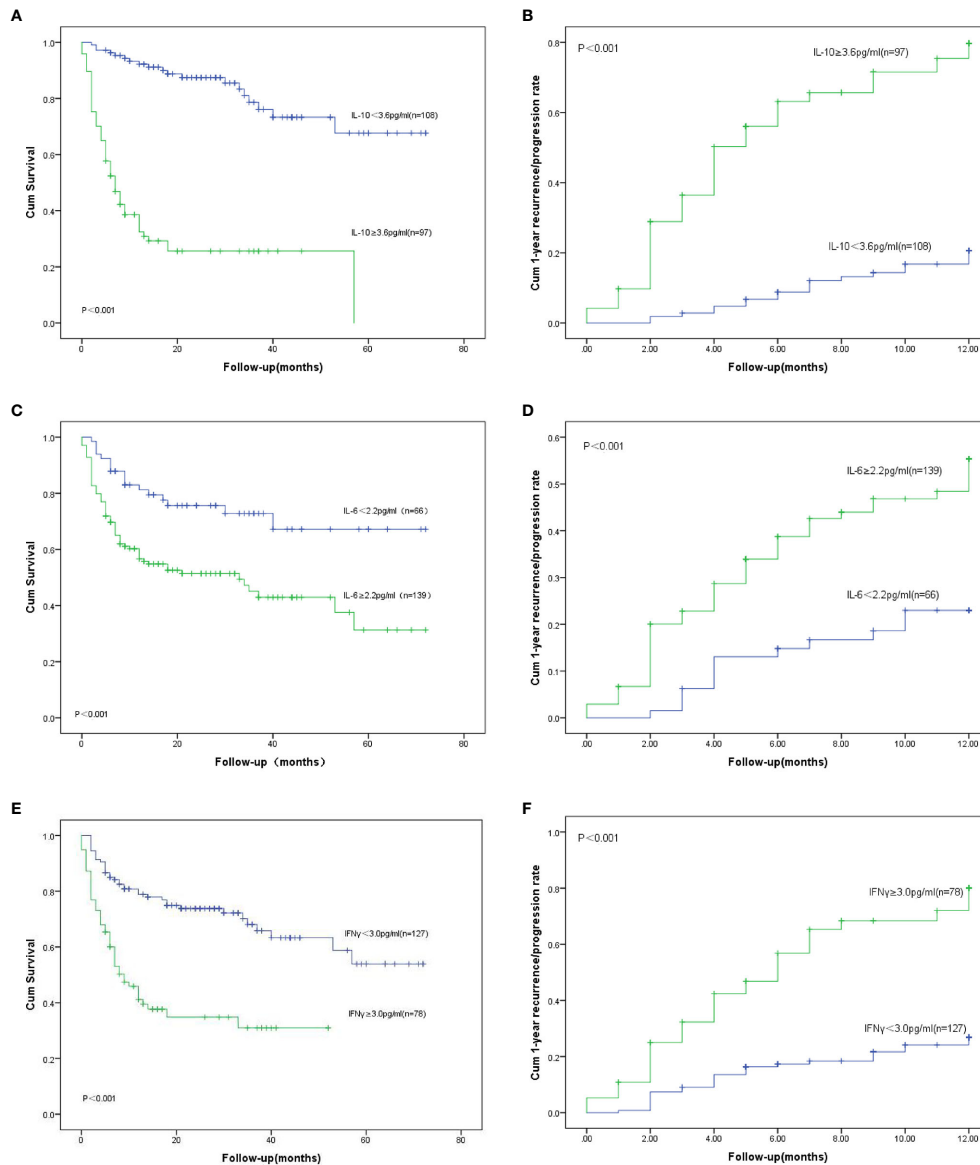 A
Cum Survival
1.0
0.8
0.6
0.4
0.2
0.0
IL-10<3.6pg/ml(n=108)
IL-10≥3.6pg/ml(n=97)
P<0.001
0
20
40
60
80
Follow-up(months)
B
Cum 1-year recurrence/progression rate
0.8
0.6
0.4
0.2
0.0
P<0.001
IL-10≥3.6pg/ml(n=97)
IL-10<3.6pg/ml(n=108)
.00
2.00
4.00
6.00
8.00
10.00
12.00
Follow-up(months)
C
Cum Survival
1.0
0.8
0.6
0.4
0.2
0.0
IL-6<2.2pg/ml（n=66）
IL-6≥2.2pg/ml（n=139）
P<0.001
0
20
40
60
80
Follow-up（months）
D
Cum 1-year recurrence/progression rate
0.6
0.5
0.4
0.3
0.2
0.1
0.0
P<0.001
IL-6≥2.2pg/ml(n=139)
IL-6<2.2pg/ml(n=66)
.00
2.00
4.00
6.00
8.00
10.00
12.00
Follow-up(months)
E
Cum Survival
1.0
0.8
0.6
0.4
0.2
0.0
IFNγ<3.0pg/ml(n=127)
IFNγ≥3.0pg/ml(n=78)
P<0.001
0
20
40
60
80
Follow-up(months)
F
Cum 1-year recurrence/progression rate
1.0
0.8
0.6
0.4
0.2
0.0
P<0.001
IFNγ≥3.0pg/ml(n=78)
IFNγ<3.0pg/ml(n=127)
.00
2.00
4.00
6.00
8.00
10.00
12.00
Follow-up(months)